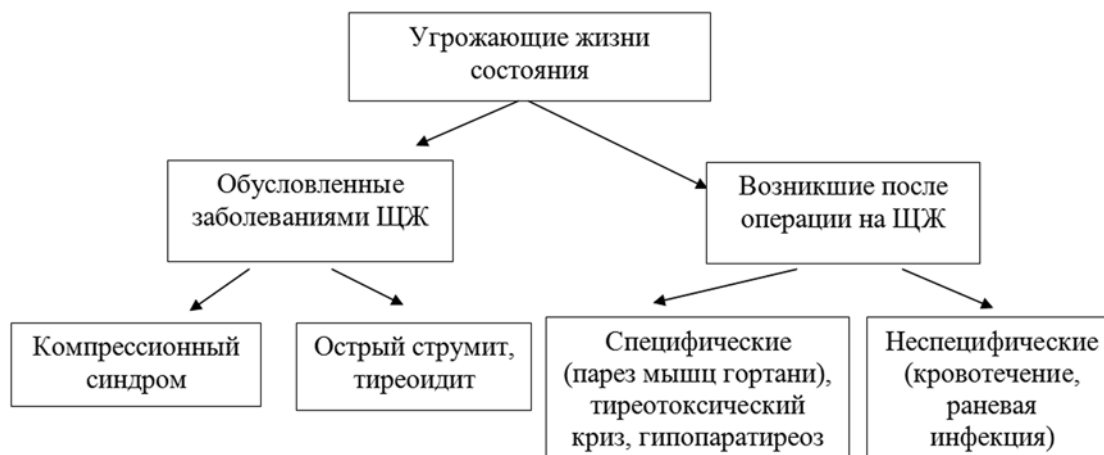 Угрожающие жизни
состояния
Обусловленные
заболеваниями ЩЖ
Возникшие после
операции на ЩЖ
Компрессионный
синдром
Острый струмит,
тиреоидит
Специфические
(парез мышц гортани),
тиреотоксический
криз, гипопаратиреоз
Неспецифические
(кровотечение,
раневая
инфекция)